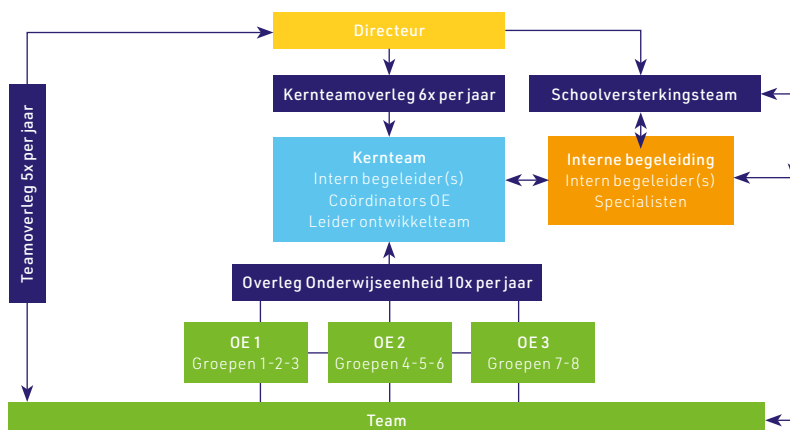 Directeur
Kernteamoverleg 6x per jaar
Schoolversterkingsteam
Teamoverleg 5x per jaar
Kernteam
Intern begeleider(s)
Coördinators OE
Leider ontwikkelteam
Interne begeleiding
Intern begeleider(s)
Specialisten
Overleg Onderwijseenheid 10x per jaar
OE 1
Groepen 1-2-3
OE 2
Groepen 4-5-6
OE 3
Groepen 7-8
Team